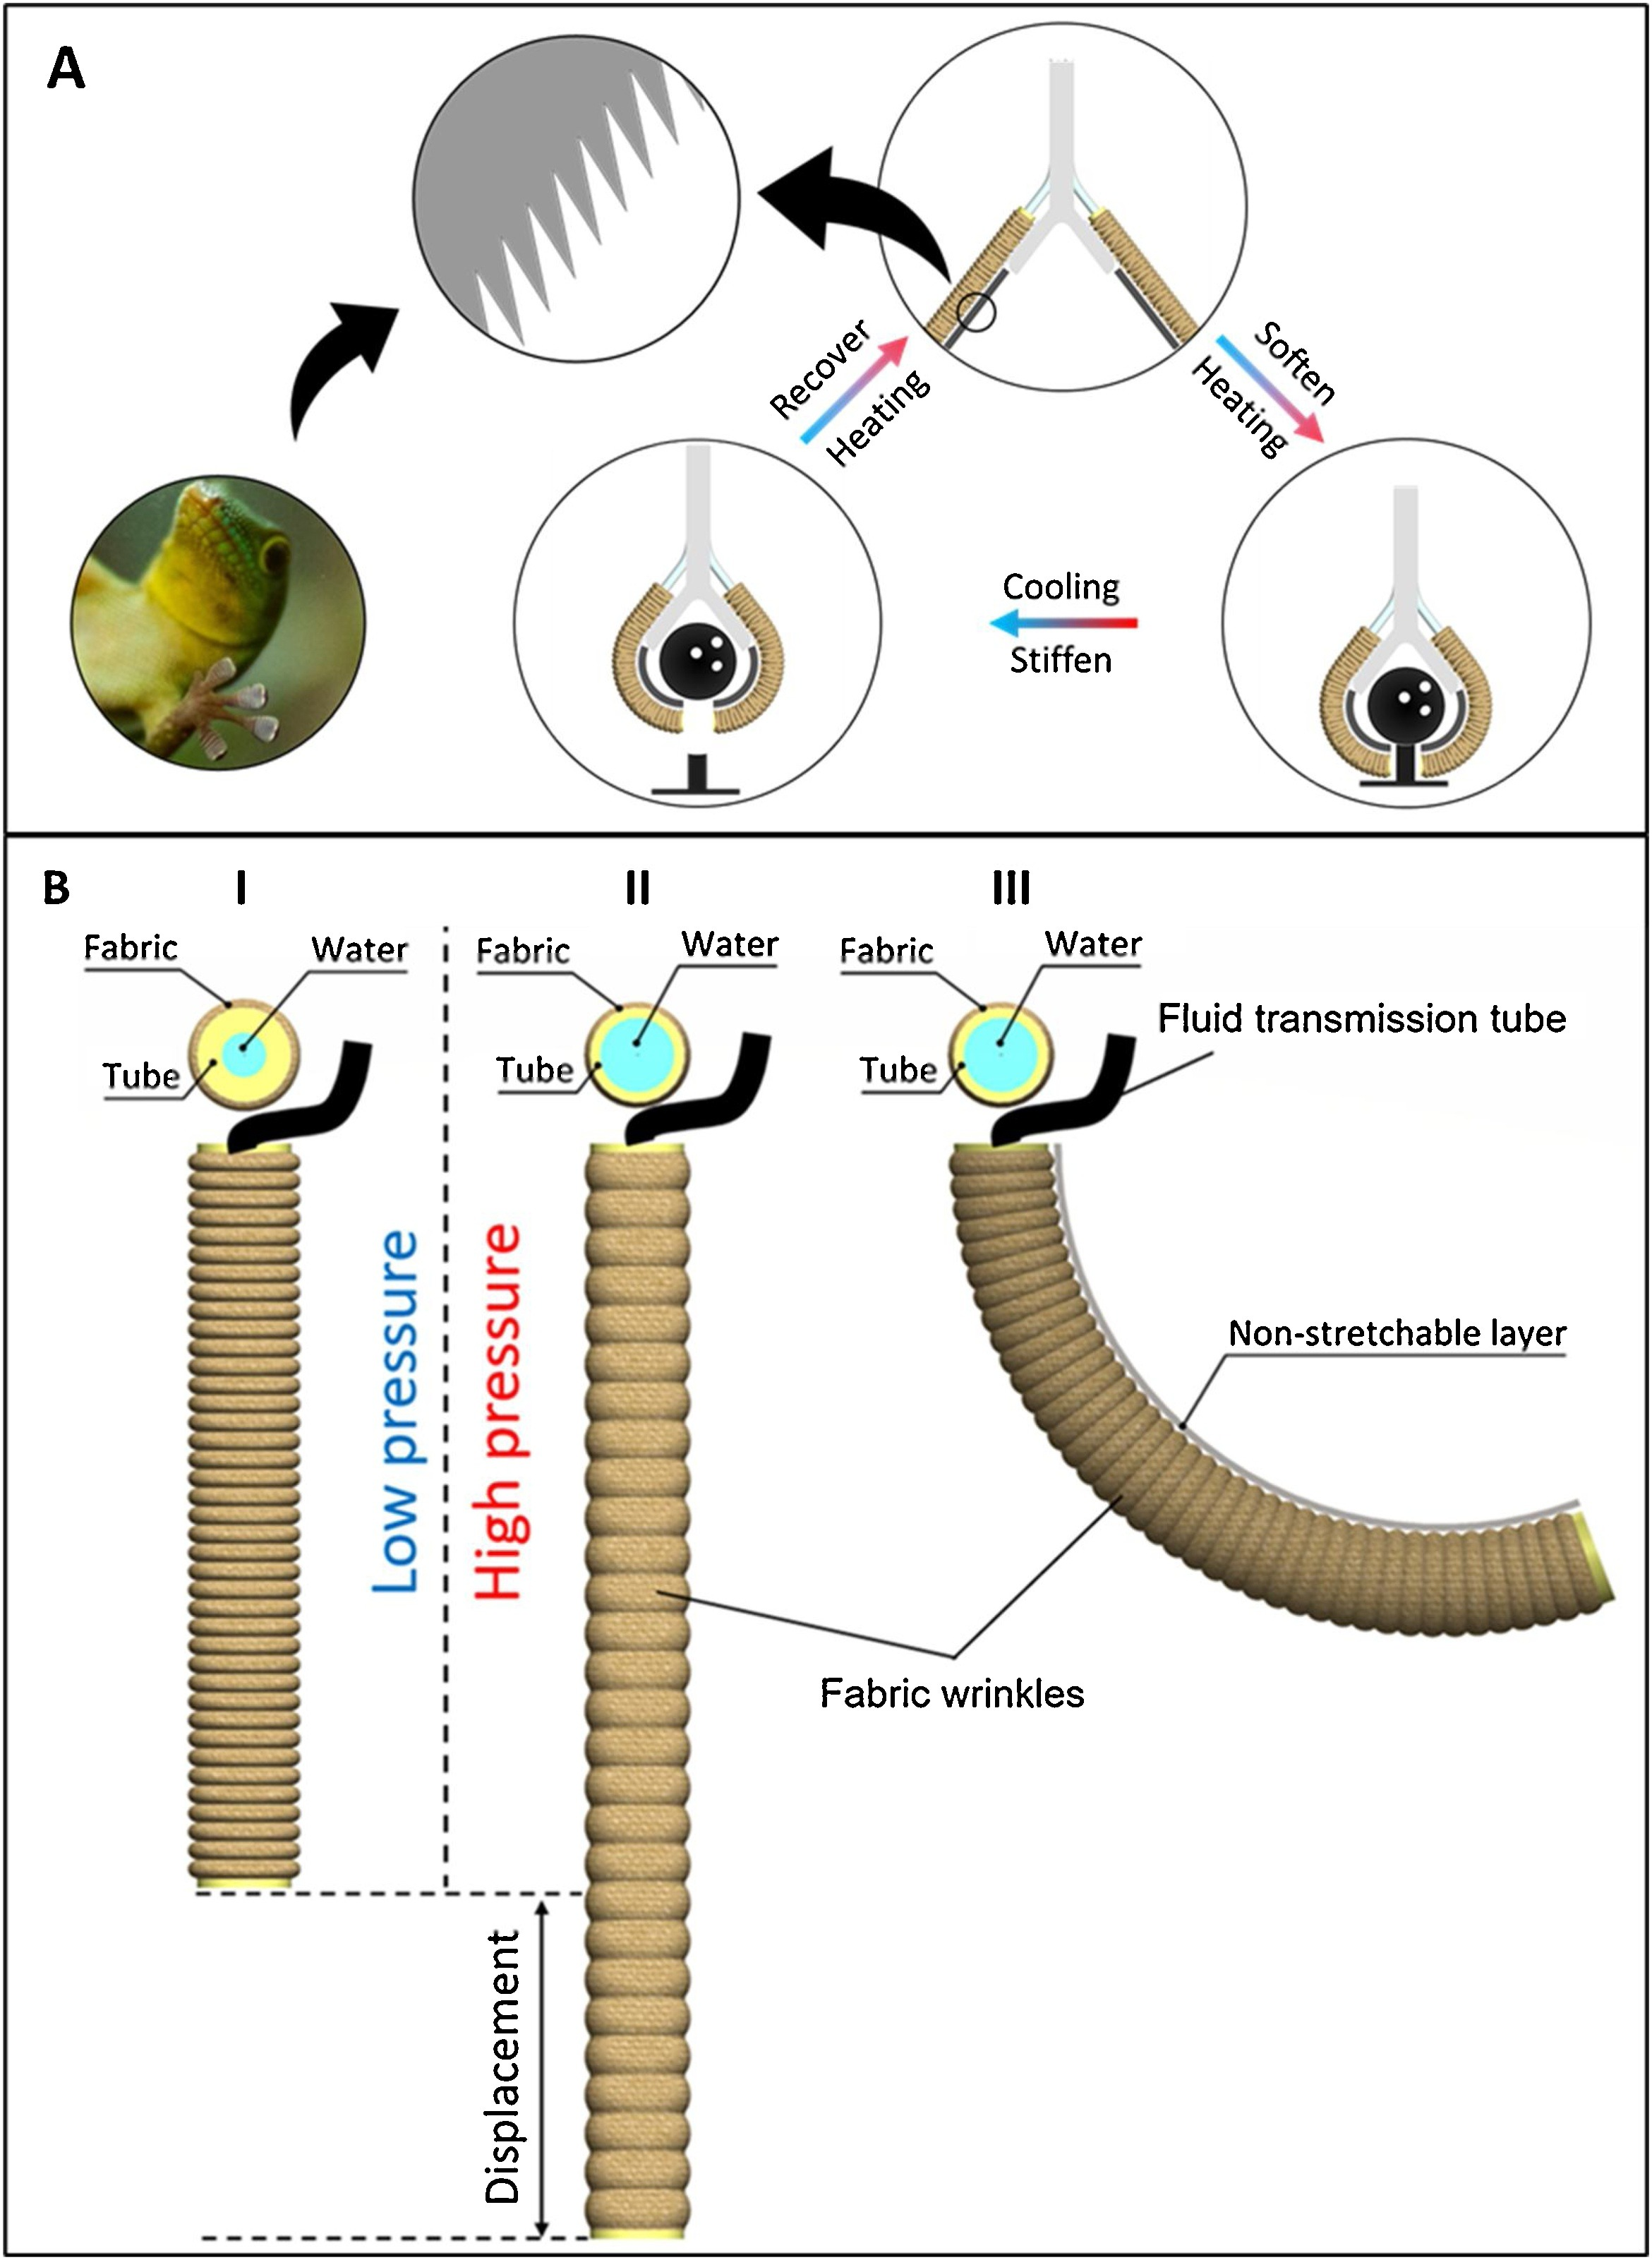 A
Recover
Heating
Soften
Heating
Cooling
Stiffen
B
I
II
III
Fabric
Water
Tube
Fabric
Water
Tube
Fabric
Water
Tube
Fluid transmission tube
Low pressure
High pressure
Non-stretchable layer
Fabric wrinkles
Displacement